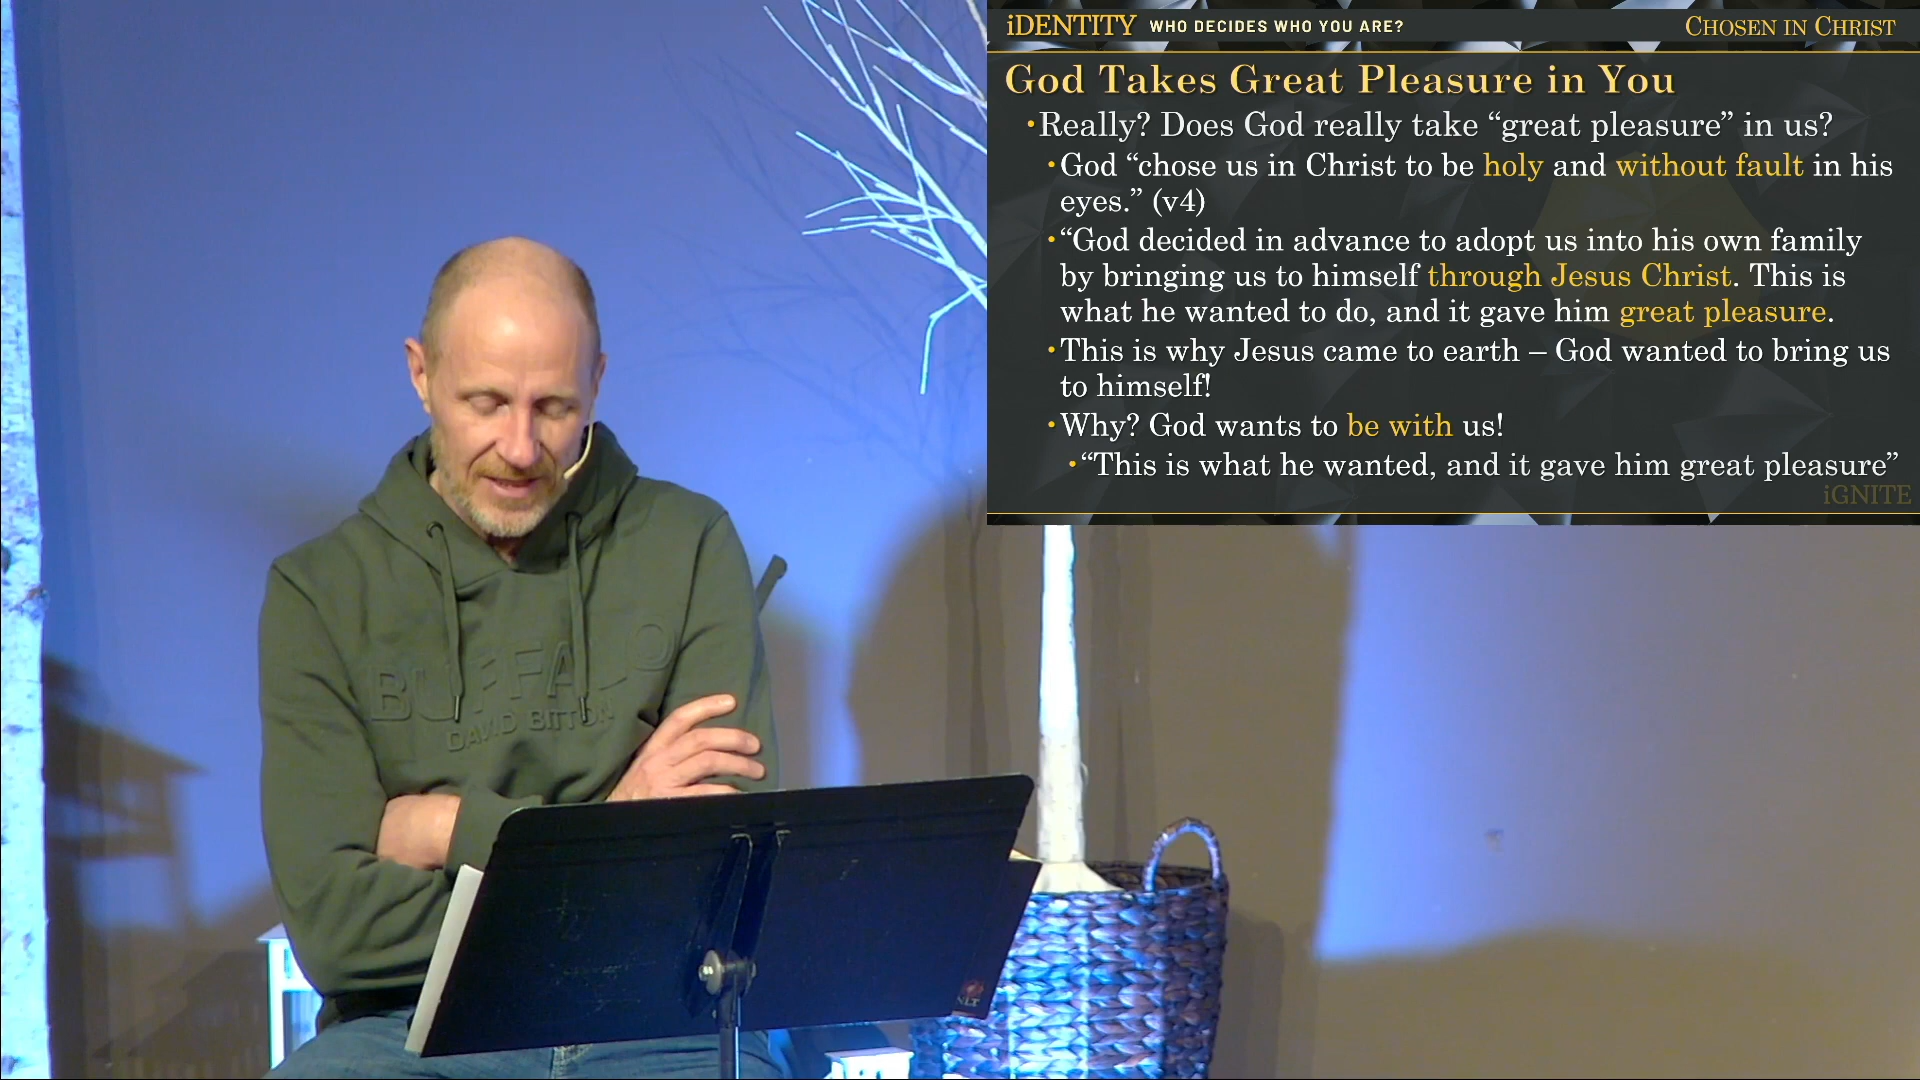 iDENTITY WHO DECIDES WHO YOU ARE?
CHOSEN IN CHRIST
God Takes Great Pleasure in You
•Really? Does God really take “great pleasure” in us?
•God “chose us in Christ to be holy and without fault in his
eyes.” (v4)
•“God decided in advance to adopt us into his own family
by bringing us to himself through Jesus Christ. This is
what he wanted to do, and it gave him great pleasure.
•This is why Jesus came to earth – God wanted to bring us
to himself!
•Why? God wants to be with us!
•“This is what he wanted, and it gave him great pleasure”
iGNITE
BUFFALO
DAVID BITTON
NLT